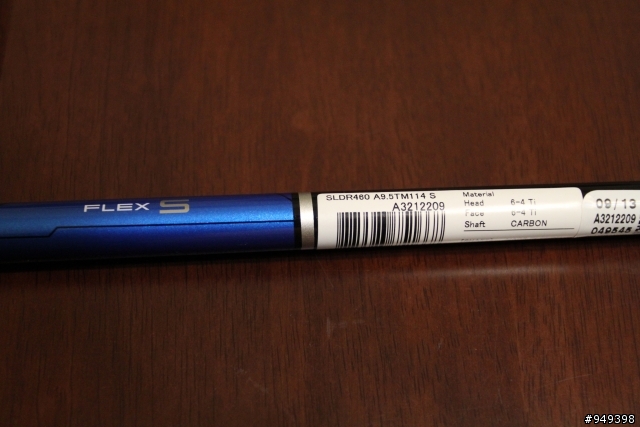 FLEX S
SLDR460 A9.5TM114 S
A3212209
Material
Head 6-4 Ti
Face 6-4 Ti
Shaft CARBON
09/13
A3212209
049545
#949398